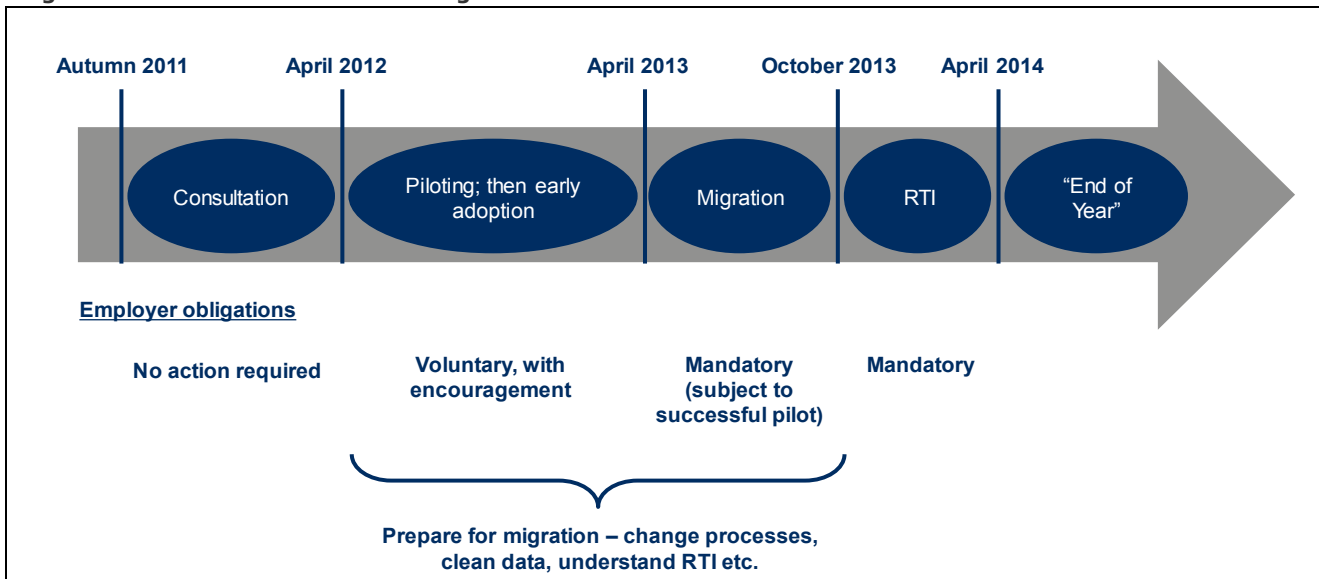 Autumn 2011
April 2012
April 2013
October 2013
April 2014
Consultation
Piloting; then early
adoption
Migration
RTI
“End of
Year”
Employer obligations
No action required
Voluntary, with
encouragement
Mandatory
(subject to
successful pilot)
Mandatory
Prepare for migration – change processes,
clean data, understand RTI etc.